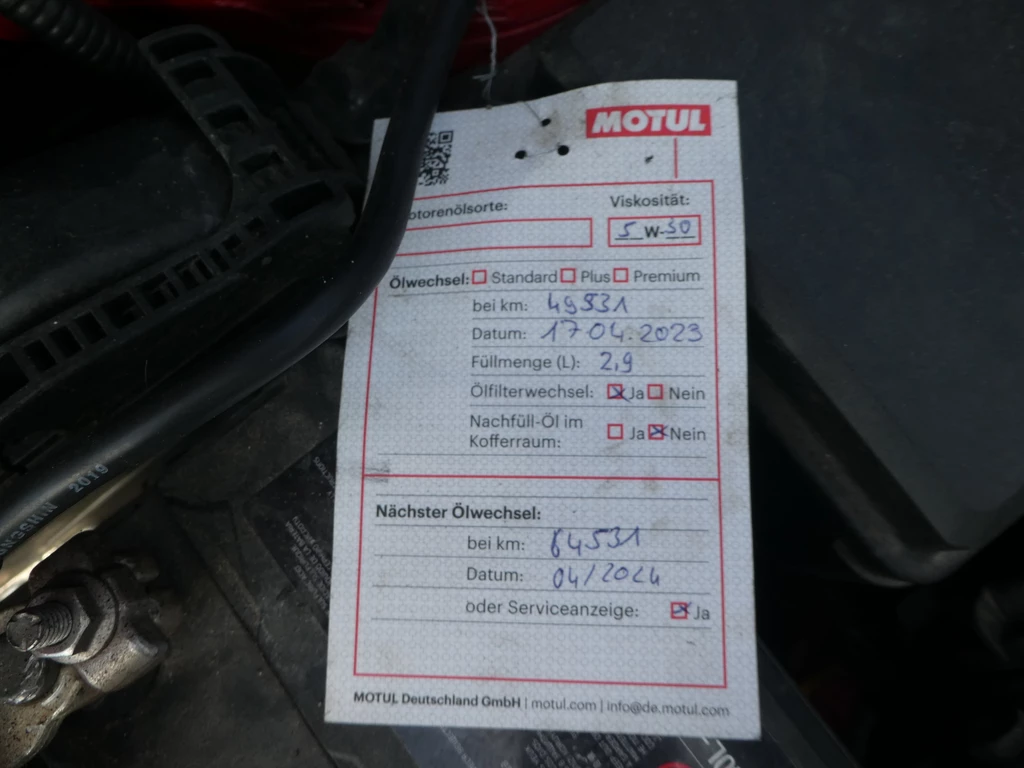 MOTUL
otorenölsorte:
Viskosität:
5 W-30
Ölwechsel: Standard Plus Premium
bei km: 49531
Datum: 17 04.2023
Füllmenge (L): 2,9
Ölfilterwechsel: Ja Nein
Nachfüll-Öl im
Kofferraum: Ja Nein
Nächster Ölwechsel:
bei km: 64531
Datum: 04/2024
oder Serviceanzeige: Ja
MOTUL Deutschland GmbH | motul.com | info@de.motul.com
2019